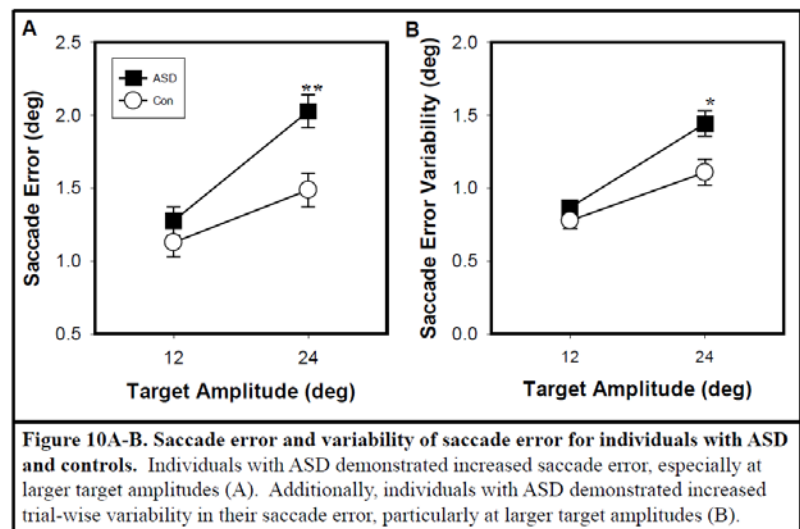 A
Saccade Error (deg)
2.5
2.0
1.5
1.0
0.5
ASD
Con
**
12 24
Target Amplitude (deg)
B
Saccade Error Variability (deg)
2.0
1.5
1.0
0.5
0.0
*
12 24
Target Amplitude (deg)
Figure 10A-B. Saccade error and variability of saccade error for individuals with ASD
and controls. Individuals with ASD demonstrated increased saccade error, especially at
larger target amplitudes (A). Additionally, individuals with ASD demonstrated increased
trial-wise variability in their saccade error, particularly at larger target amplitudes (B).